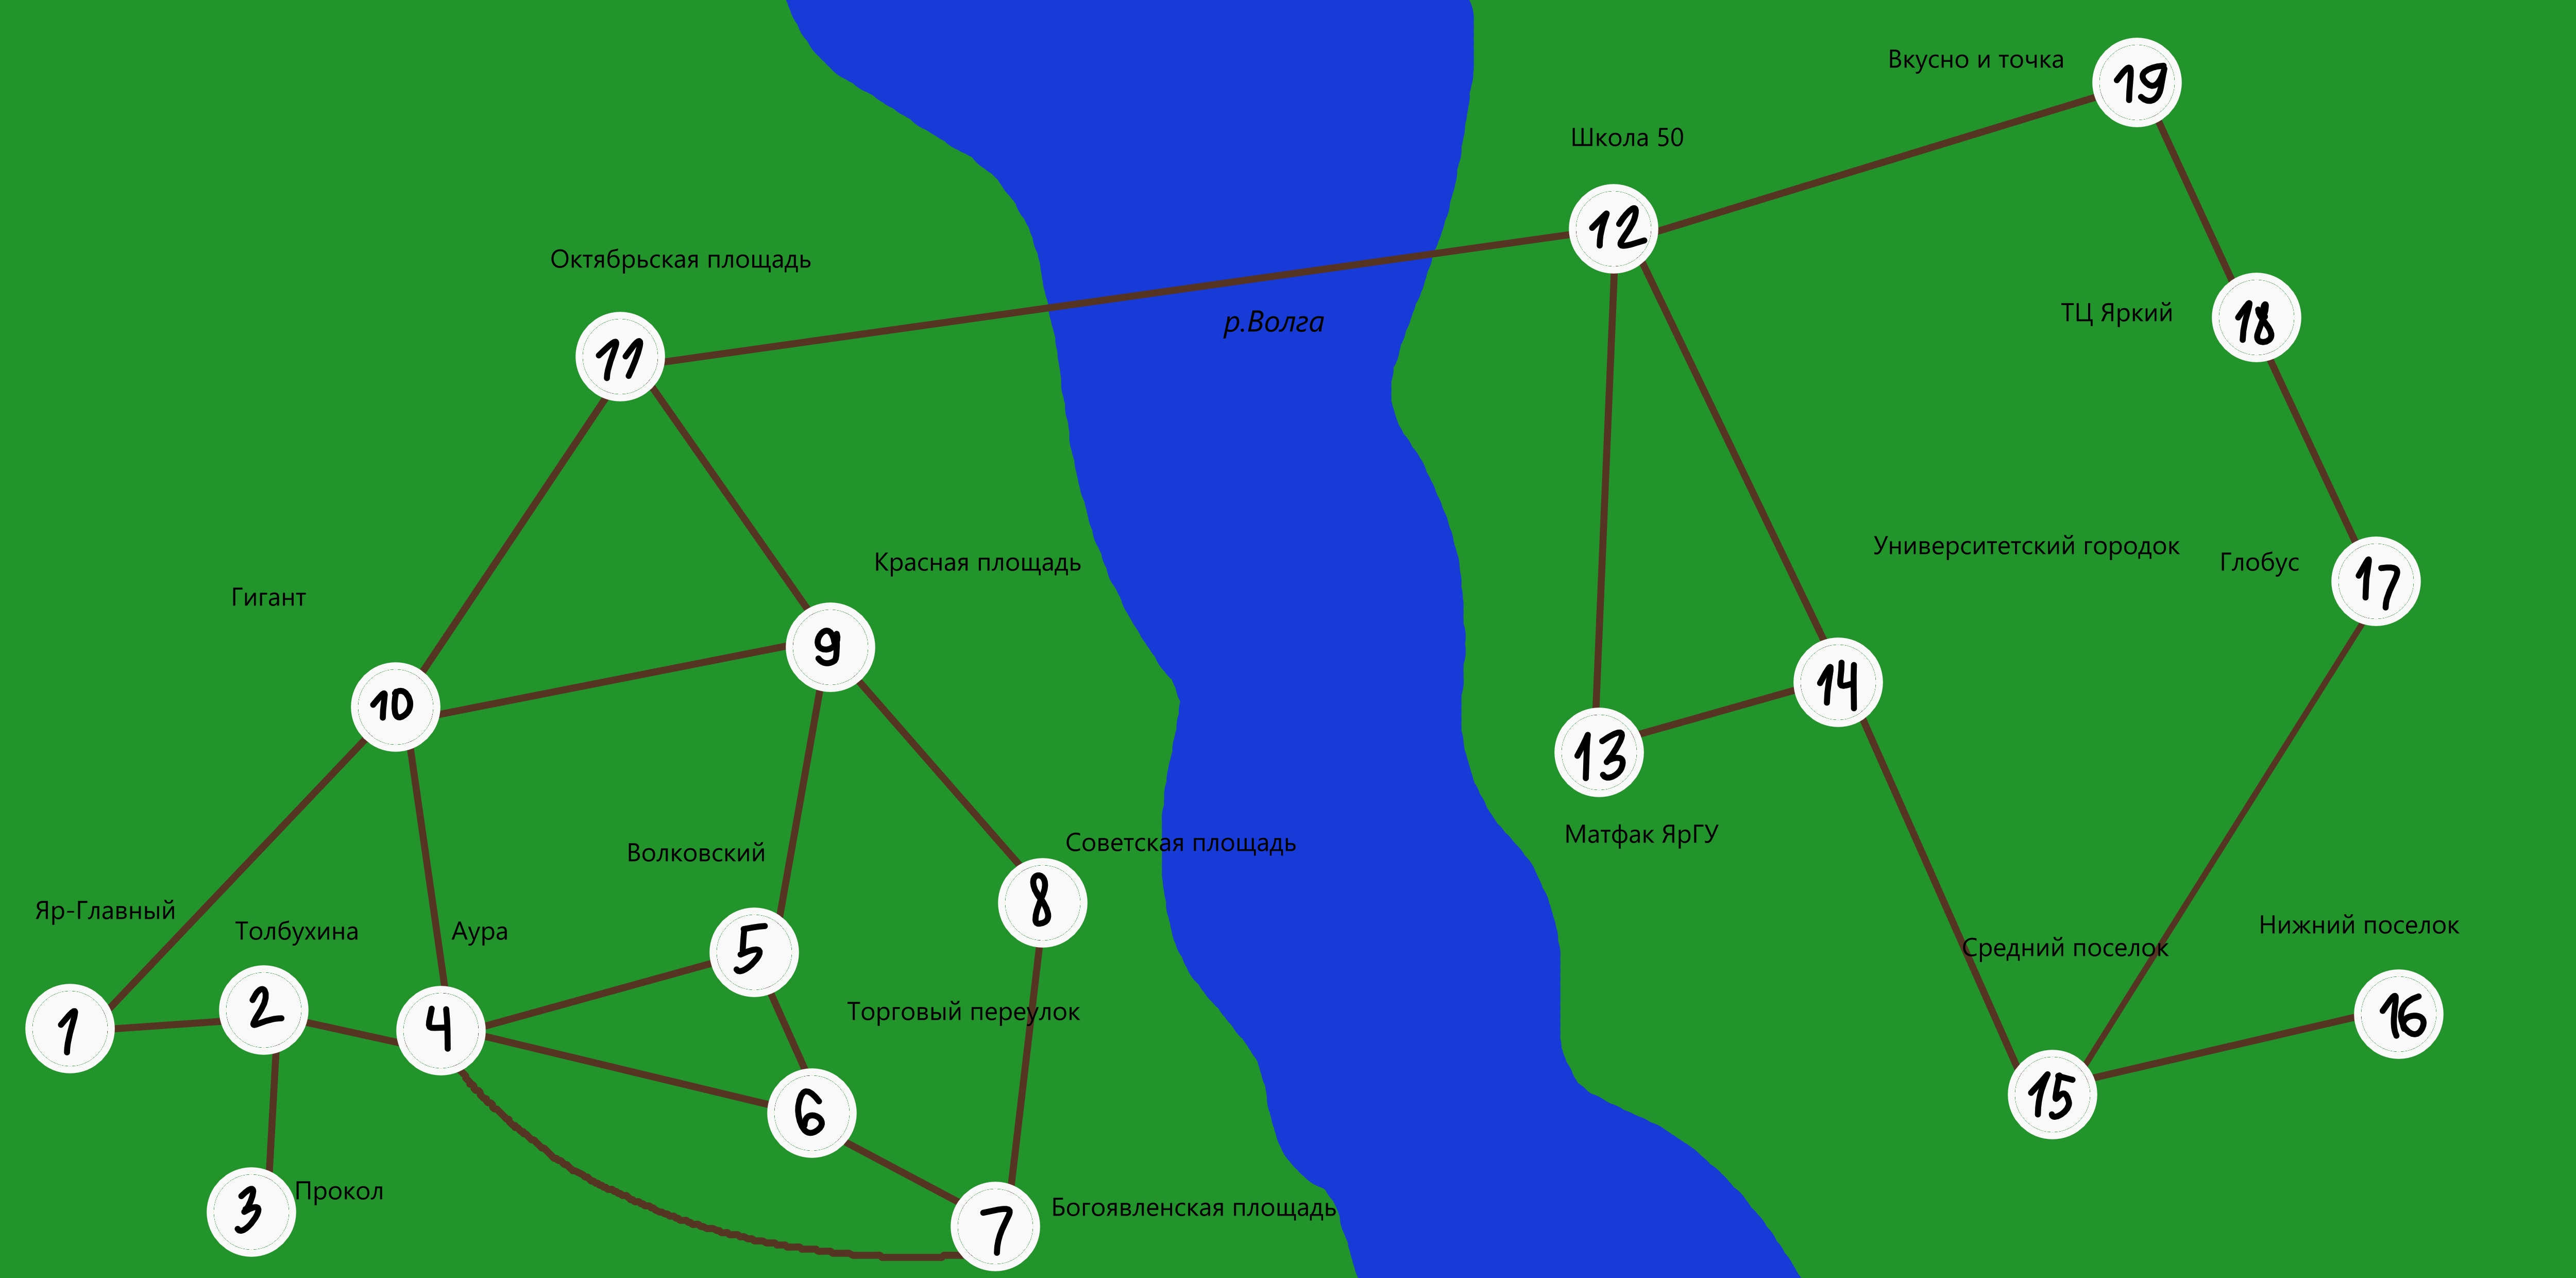 Вкусно и точка
19
Школа 50
12
Октябрьская площадь
р.Волга
ТЦ Яркий
18
11
Университетский городок
Глобус
17
Красная площадь
Гигант
9
10
14
13
Матфак ЯрГУ
Советская площадь
Волковский
8
Яр-Главный
Толбухина
Аура
5
Средний поселок
Нижний поселок
Торговый переулок
1
2
4
16
6
15
Прокол
3
Богоявленская площадь
7